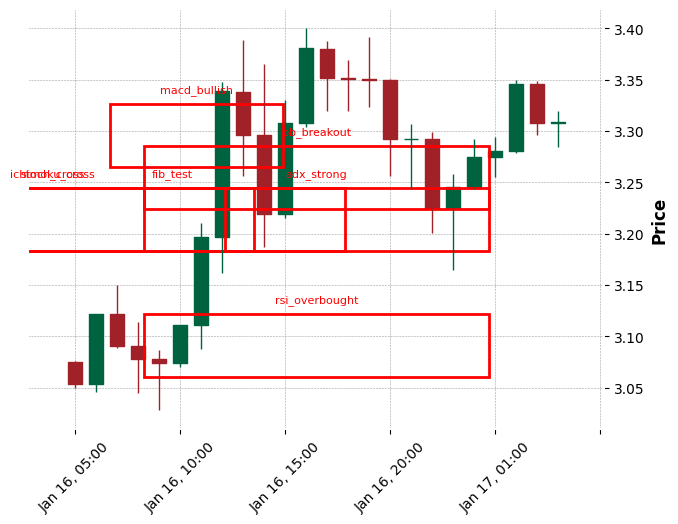 3.40
macd_bullish
3.35
bb_breakout
3.30
fib_test
adx_strong
3.25
Price
3.20
rsi_overbought
3.15
3.10
3.05
Jan 16, 05:00
Jan 16, 10:00
Jan 16, 15:00
Jan 16, 20:00
Jan 17, 01:00